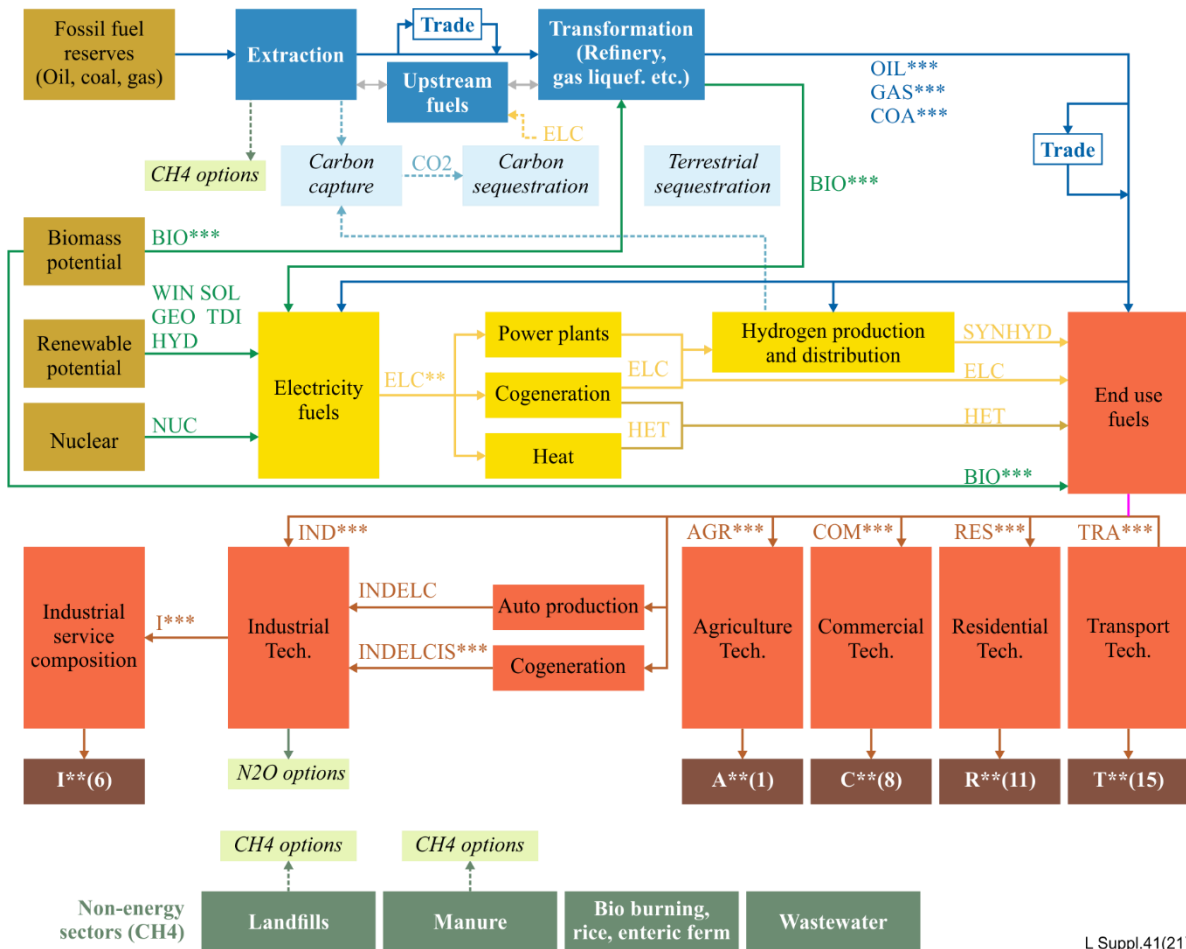 Fossil fuel
reserves
(Oil, coal, gas)
Extraction
Trade
Upstream
fuels
Transformation
(Refinery,
gas liquef. etc.)
OIL***
GAS***
COA***
Trade
ELC
CH4 options
Carbon
capture
CO2
Carbon
sequestration
Terrestrial
sequestration
BIO***
Biomass
potential
BIO***
WIN SOL
GEO TDI
HYD
Renewable
potential
Nuclear
NUC
Electricity
fuels
ELC**
Power plants
Cogeneration
Heat
ELC
HET
Hydrogen production
and distribution
SYNHYD
ELC
HET
BIO***
End use
fuels
IND***
AGR***
COM***
RES***
TRA***
Industrial
service
composition
I***
Industrial
Tech.
INDELC
INDELCIS***
Auto production
Cogeneration
Agriculture
Tech.
Commercial
Tech.
Residential
Tech.
Transport
Tech.
I**(6)
N2O options
A**(1)
C**(8)
R**(11)
T**(15)
CH4 options
CH4 options
Non-energy
sectors (CH4)
Landfills
Manure
Bio burning,
rice, enteric ferm
Wastewater
L Suppl.41(21)